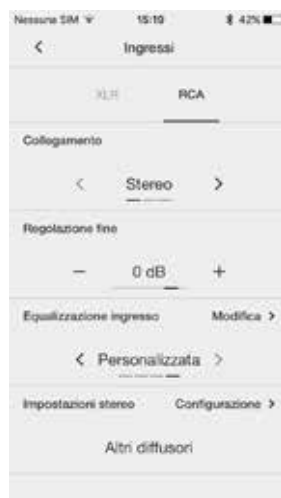 Nessuna SIM 15:19 42%
Ingressi
XLR RCA
Collegamento
< Stereo >
Regolazione fine
− 0 dB +
Equalizzazione ingresso Modifica >
< Personalizzata >
Impostazioni stereo Configurazione >
Altri diffusori